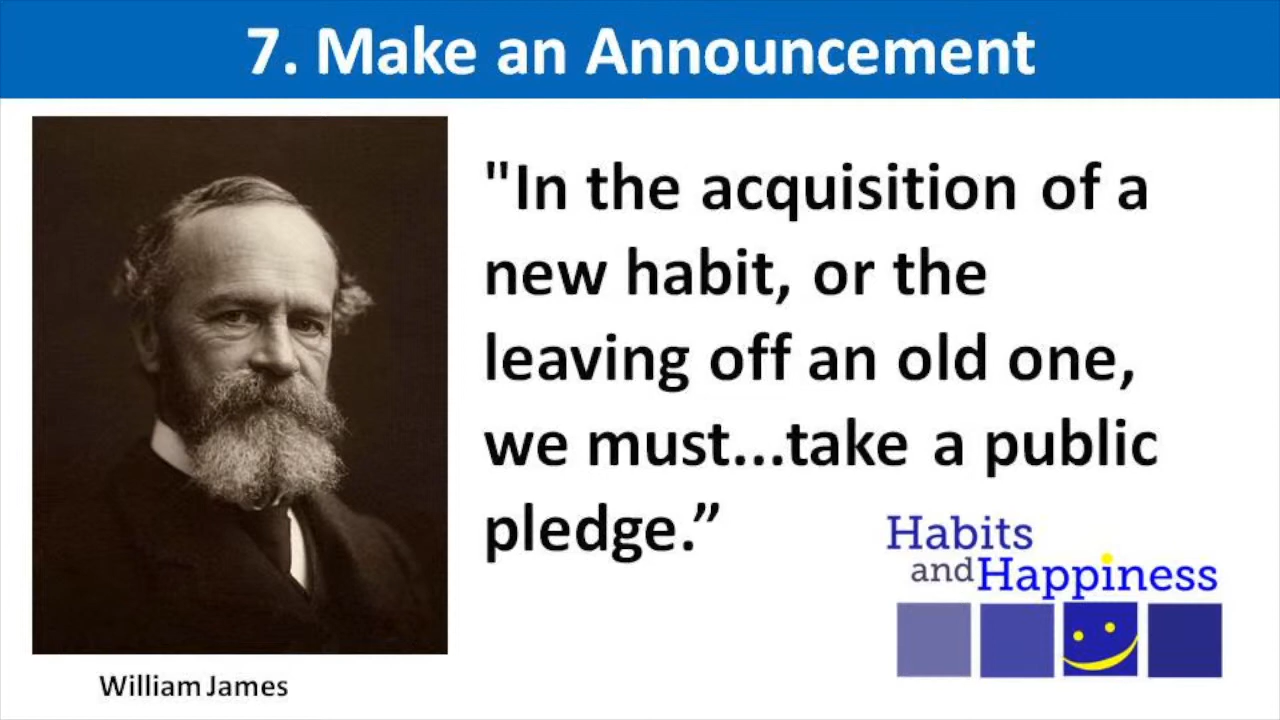 7. Make an Announcement
"In the acquisition of a
new habit, or the
leaving off an old one,
we must...take a public
pledge.”
Habits
and Happiness
William James